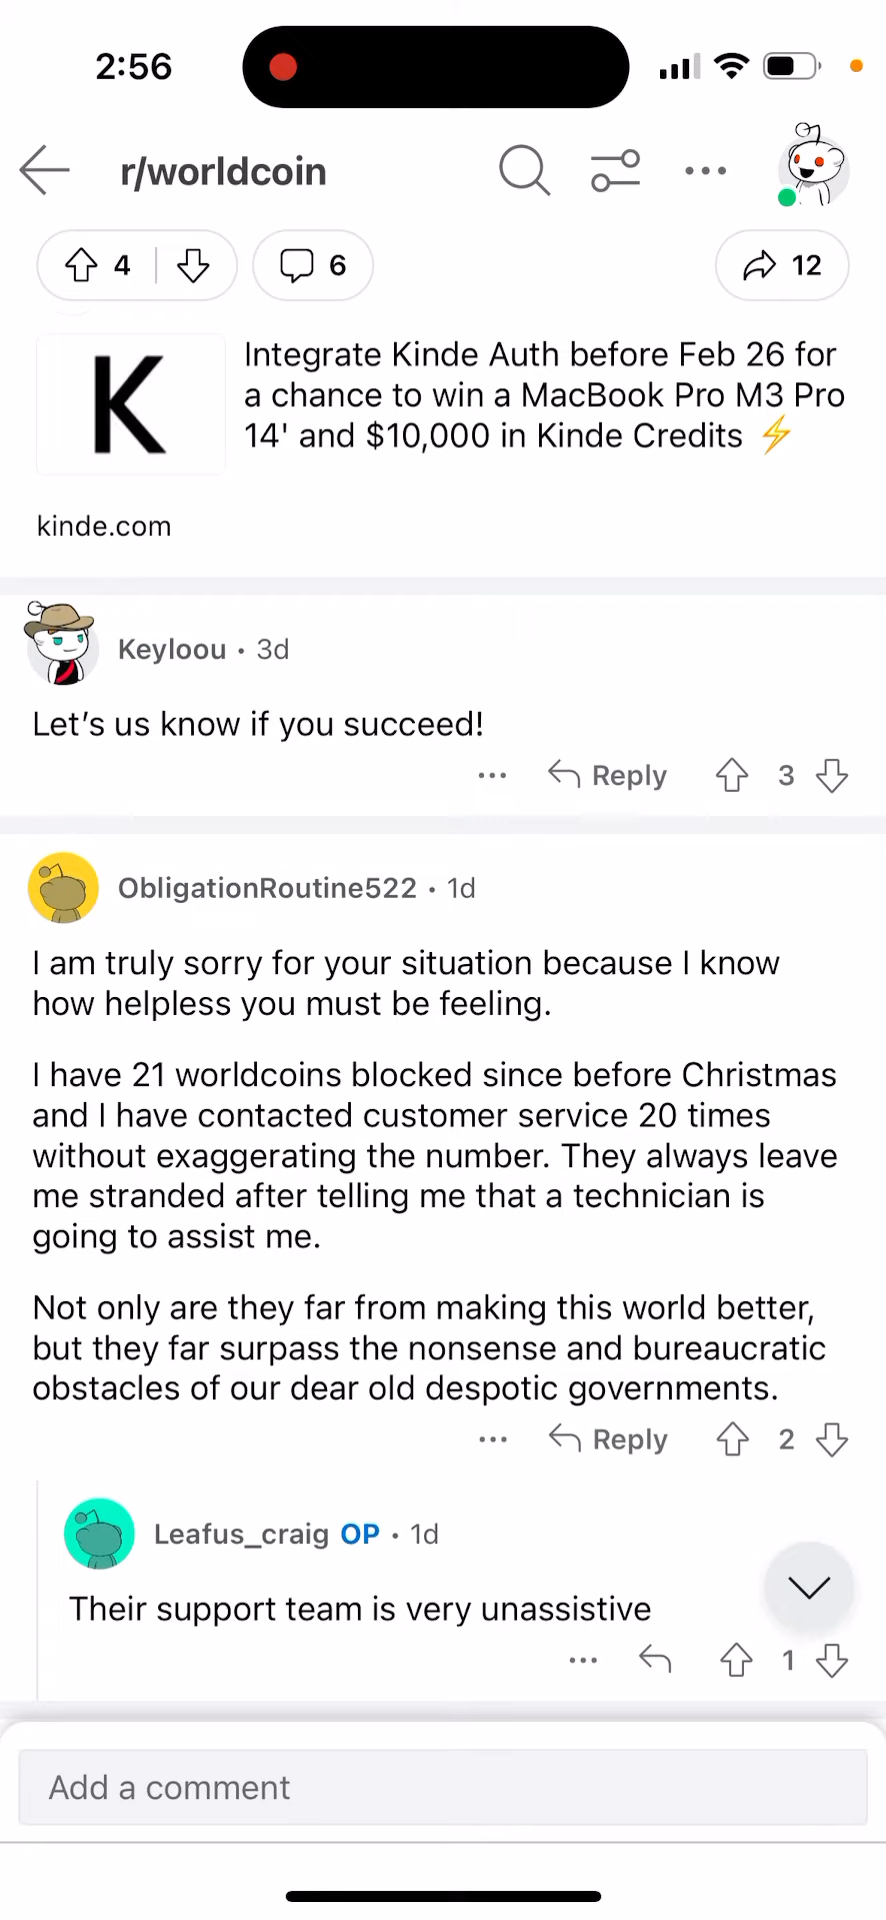 2:56
r/worldcoin
4
6
12
K
Integrate Kinde Auth before Feb 26 for
a chance to win a MacBook Pro M3 Pro
14' and $10,000 in Kinde Credits ⚡
kinde.com
Keyloou • 3d
Let's us know if you succeed!
Reply 3
ObligationRoutine522 • 1d
I am truly sorry for your situation because I know
how helpless you must be feeling.
I have 21 worldcoins blocked since before Christmas
and I have contacted customer service 20 times
without exaggerating the number. They always leave
me stranded after telling me that a technician is
going to assist me.
Not only are they far from making this world better,
but they far surpass the nonsense and bureaucratic
obstacles of our dear old despotic governments.
Reply 2
Leafus_craig OP • 1d
Their support team is very unassistive
1
Add a comment